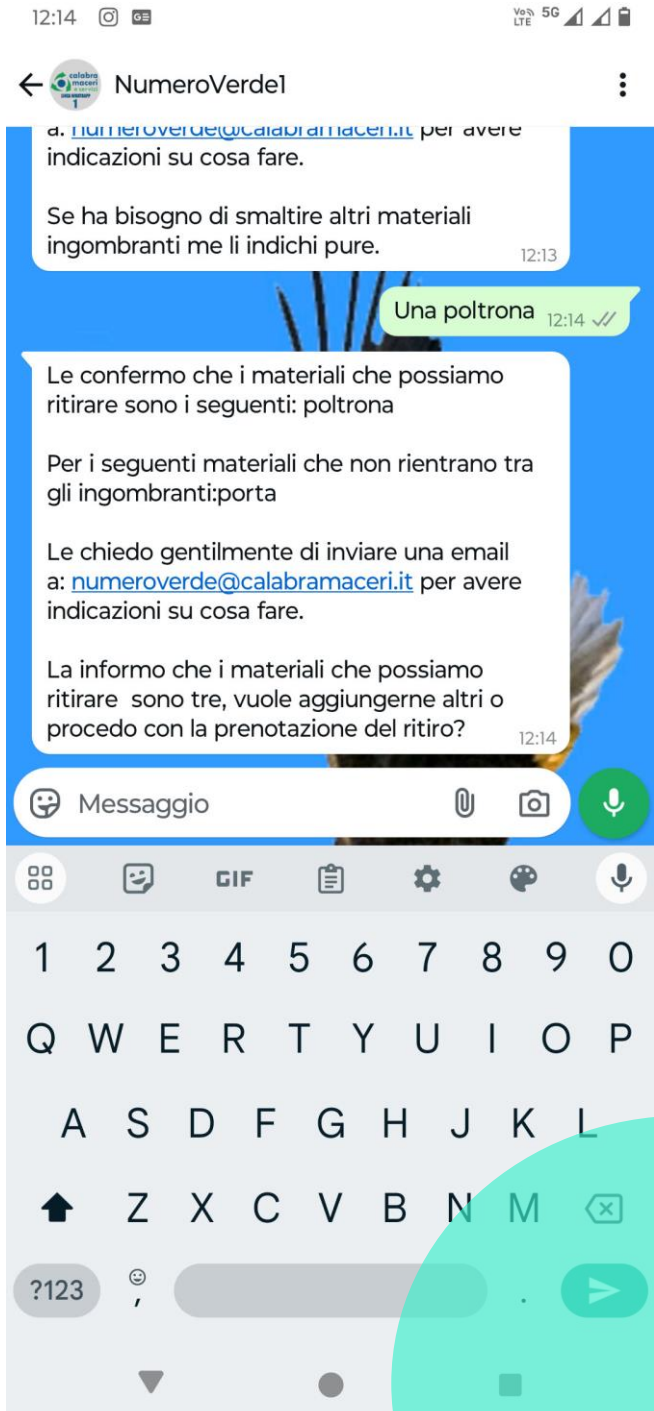 12:14
GE
Vo LTE 5G
calabra maceri e servizi
1
NumeroVerde1
a: numeroverde@calabramaceri.it per avere
indicazioni su cosa fare.
Se ha bisogno di smaltire altri materiali
ingombranti me li indichi pure.
12:13
Una poltrona
12:14
Le confermo che i materiali che possiamo
ritirare sono i seguenti: poltrona
Per i seguenti materiali che non rientrano tra
gli ingombranti:porta
Le chiedo gentilmente di inviare una email
a: numeroverde@calabramaceri.it per avere
indicazioni su cosa fare.
La informo che i materiali che possiamo
ritirare  sono tre, vuole aggiungerne altri o
procedo con la prenotazione del ritiro?
12:14
Messaggio
GIF
1 2 3 4 5 6 7 8 9 0
Q W E R T Y U I O P
A S D F G H J K L
Z X C V B N M
?123 , .